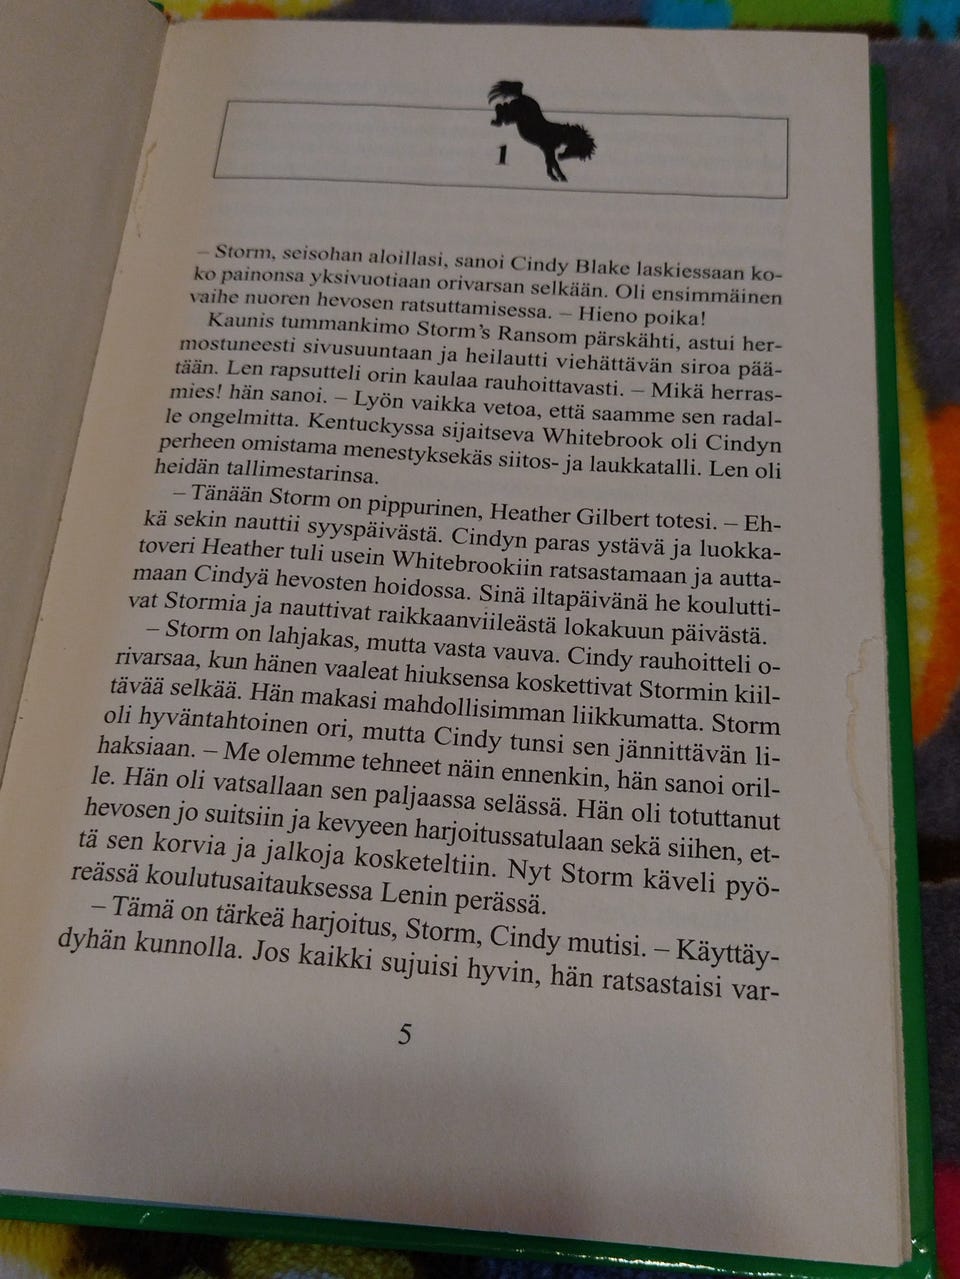 1
– Storm, seisohan aloillasi, sanoi Cindy Blake laskiessaan ko-
ko painonsa yksivuotiaan orivarsan selkään. Oli ensimmäinen
vaihe nuoren hevosen ratsuttamisessa. – Hieno poika!
Kaunis tummankimo Storm's Ransom pärskähti, astui her-
mostuneesti sivusuuntaan ja heilautti viehättävän siroa pää-
tään. Len rapsutteli orin kaulaa rauhoittavasti. – Mikä herras-
mies! hän sanoi. – Lyön vaikka vetoa, että saamme sen radal-
le ongelmitta. Kentuckyssa sijaitseva Whitebrook oli Cindyn
perheen omistama menestyksekäs siitos- ja laukkatalli. Len oli
heidän tallimestarinsa.
– Tänään Storm on pippurinen, Heather Gilbert totesi. – Eh-
kä sekin nauttii syyspäivästä. Cindyn paras ystävä ja luokka-
toveri Heather tuli usein Whitebrookiin ratsastamaan ja autta-
maan Cindyä hevosten hoidossa. Sinä iltapäivänä he koulutti-
vat Stormia ja nauttivat raikkaanviileästä lokakuun päivästä.
– Storm on lahjakas, mutta vasta vauva. Cindy rauhoitteli o-
rivarsaa, kun hänen vaaleat hiuksensa koskettivat Stormin kiil-
tävää selkää. Hän makasi mahdollisimman liikkumatta. Storm
oli hyväntahtoinen ori, mutta Cindy tunsi sen jännittävän li-
haksiaan. – Me olemme tehneet näin ennenkin, hän sanoi oril-
le. Hän oli vatsallaan sen paljaassa selässä. Hän oli totuttanut
hevosen jo suitsiin ja kevyeen harjoitussatulaan sekä siihen, et-
tä sen korvia ja jalkoja kosketeltiin. Nyt Storm käveli pyö-
reässä koulutusaitauksessa Lenin perässä.
– Tämä on tärkeä harjoitus, Storm, Cindy mutisi. – Käyttäy-
dyhän kunnolla. Jos kaikki sujuisi hyvin, hän ratsastaisi var-
5